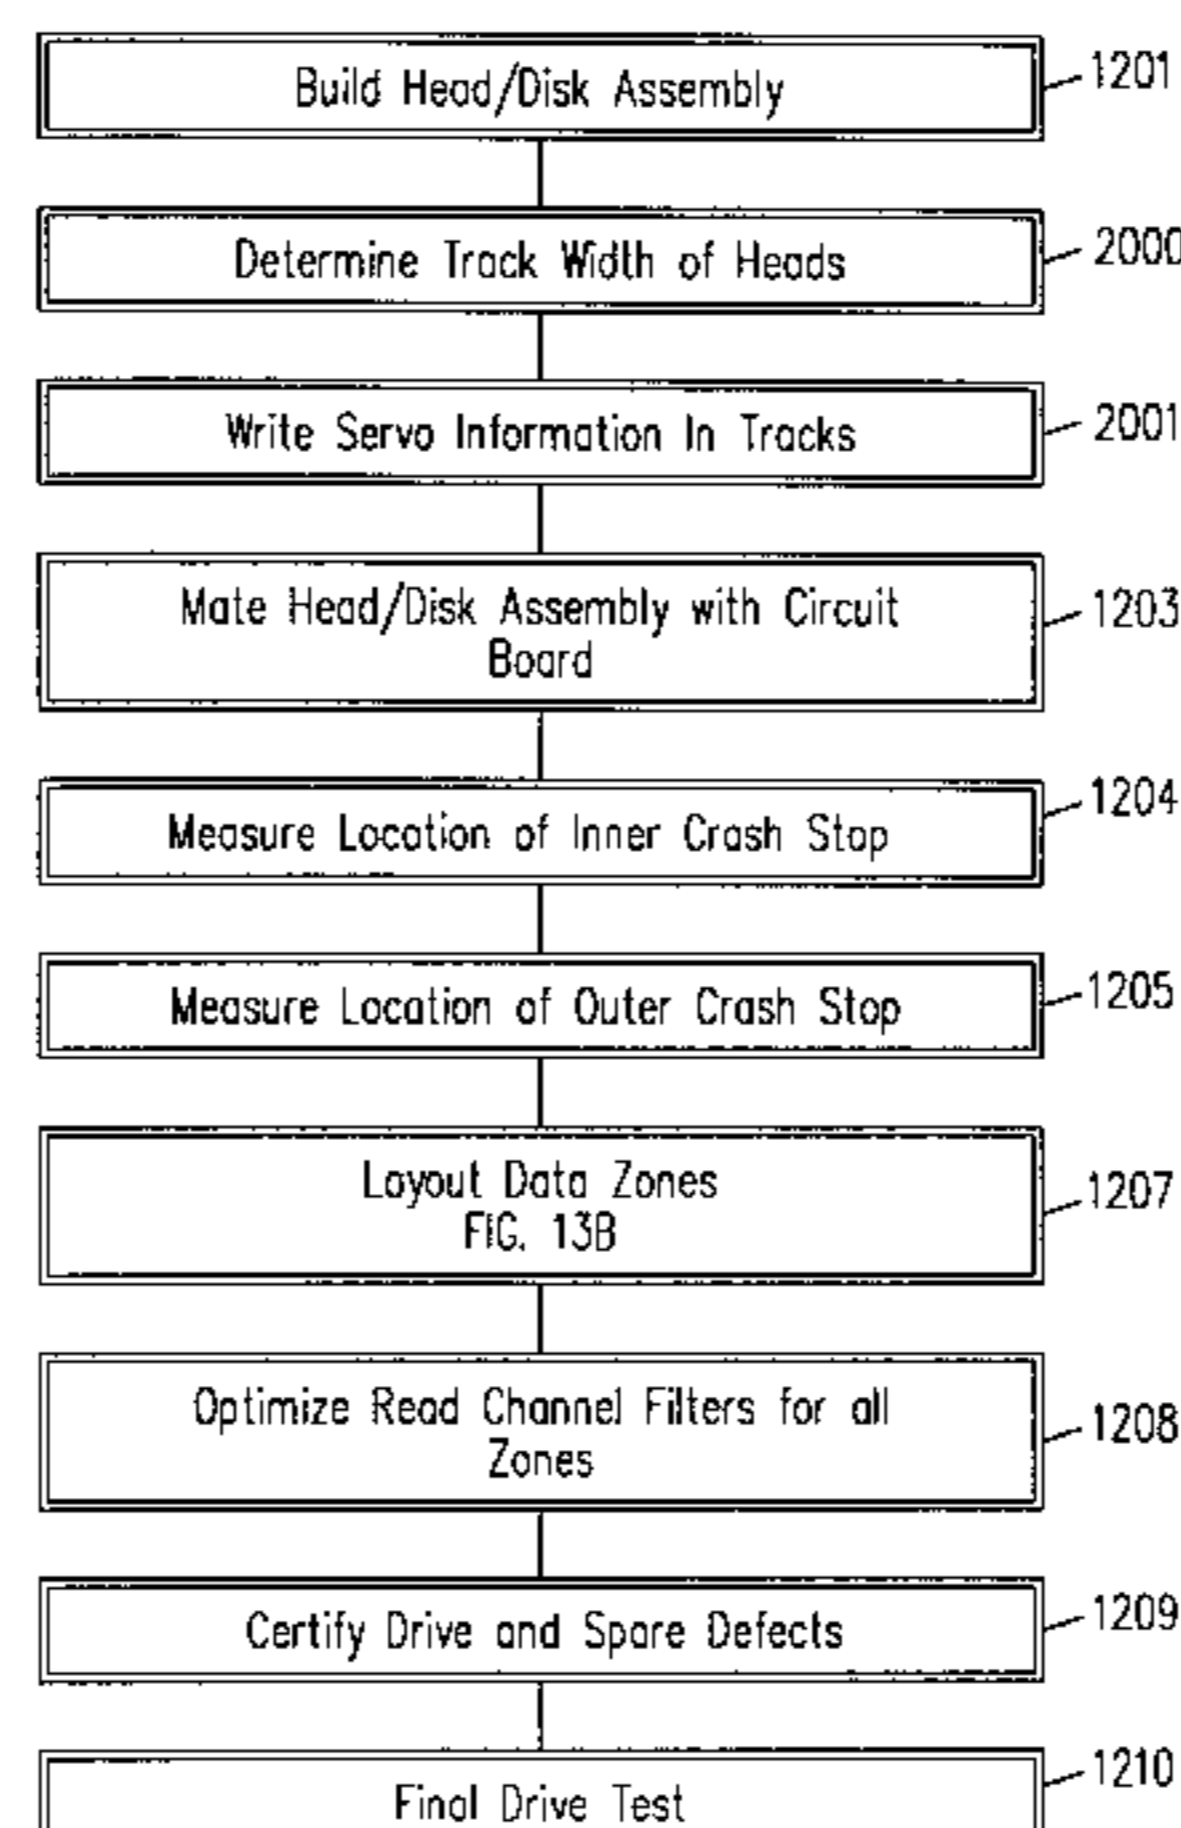 Build Head/Disk Assembly
1201
Determine Track Width of Heads
2000
Write Servo Information In Tracks
2001
Mate Head/Disk Assembly with Circuit
Board
1203
Measure Location of Inner Crash Stop
1204
Measure Location of Outer Crash Stop
1205
Layout Data Zones
FIG. 13B
1207
Optimize Read Channel Filters for all
Zones
1208
Certify Drive and Spare Defects
1209
Final Drive Test
1210